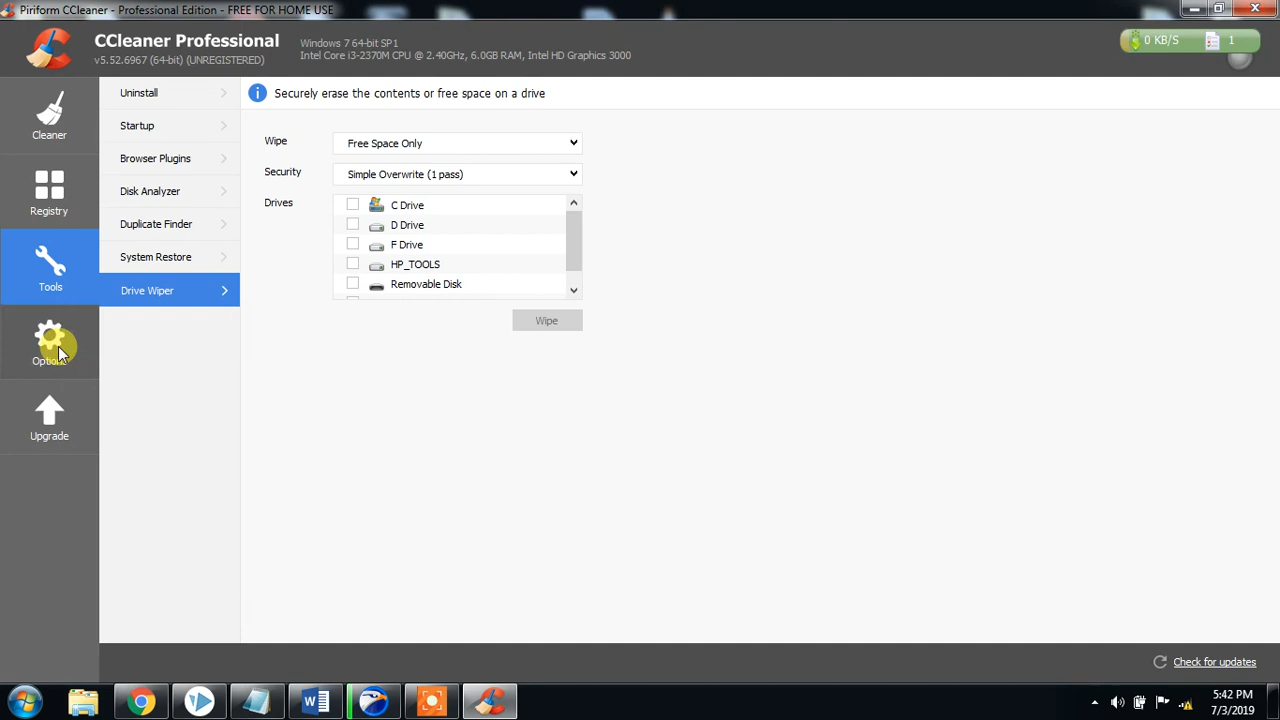 Piriform CCleaner - Professional Edition - FREE FOR HOME USE
CCleaner Professional
v5.52.6967 (64-bit) (UNREGISTERED)
Windows 7 64-bit SP1
Intel Core i3-2370M CPU @ 2.40GHz, 6.0GB RAM, Intel HD Graphics 3000
0 KB/S
1
Cleaner
Registry
Tools
Options
Upgrade
Uninstall
Startup
Browser Plugins
Disk Analyzer
Duplicate Finder
System Restore
Drive Wiper
Securely erase the contents or free space on a drive
Wipe
Free Space Only
Security
Simple Overwrite (1 pass)
Drives
C Drive
D Drive
F Drive
HP_TOOLS
Removable Disk
Wipe
Check for updates
5:42 PM
7/3/2019